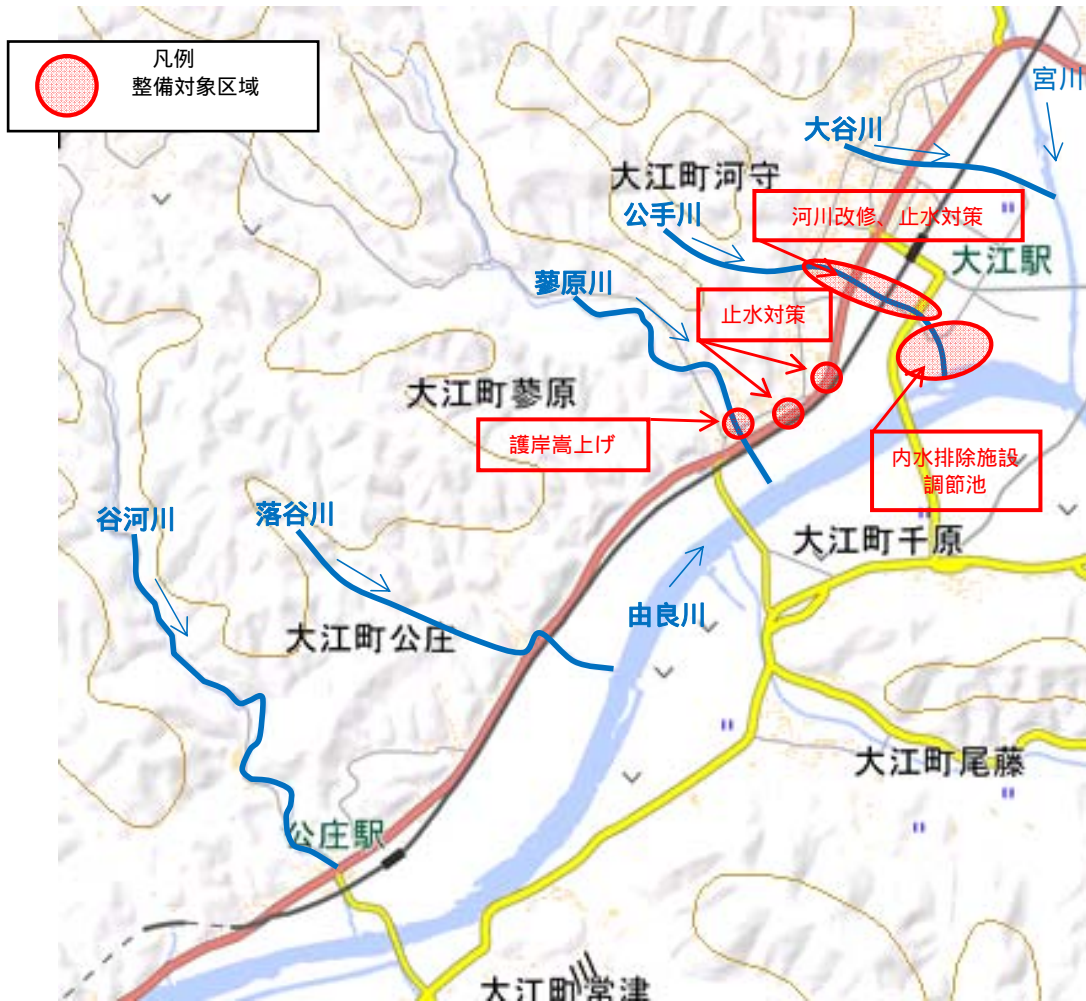 凡例
整備対象区域
宮川
大谷川
大江町河守
河川改修、止水対策
公手川
大江駅
蓼原川
止水対策
大江町蓼原
護岸嵩上げ
内水排除施設
調節池
谷河川
落谷川
大江町千原
由良川
大江町公庄
大江町尾藤
公庄駅
大江町常津